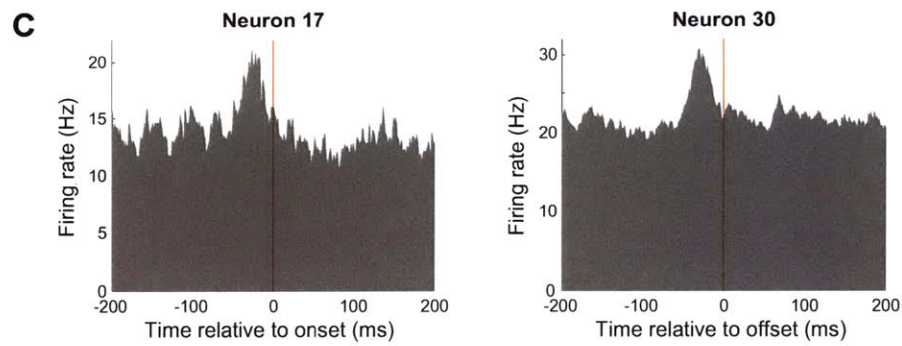 C
Neuron 17
Firing rate (Hz)
20
15
10
5
0
-200
-100
0
100
200
Time relative to onset (ms)
Neuron 30
Firing rate (Hz)
30
20
10
0
-200
-100
0
100
200
Time relative to offset (ms)